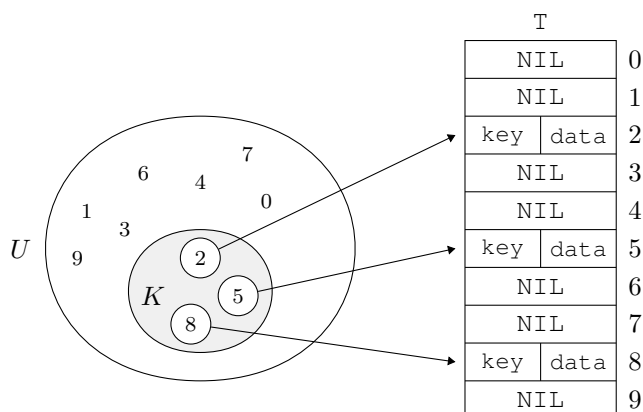 T
NIL 0
NIL 1
key data 2
NIL 3
NIL 4
key data 5
NIL 6
NIL 7
key data 8
NIL 9
U
7
6
4
0
1
3
9
K
2
5
8